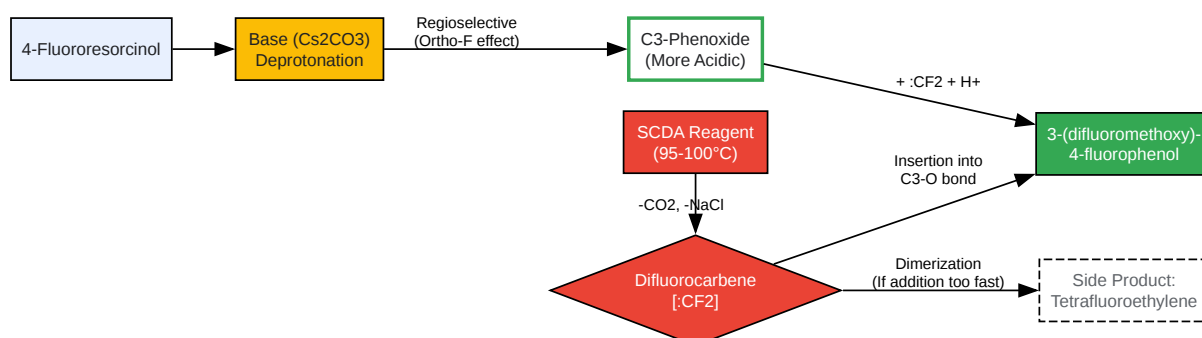 4-Fluororesorcinol
Base (Cs2CO3)
Deprotonation
Regioselective
(Ortho-F effect)
C3-Phenoxide
(More Acidic)
+ :CF2 + H+
SCDA Reagent
(95-100°C)
3-(difluoromethoxy)-
4-fluorophenol
Insertion into
C3-O bond
-CO2, -NaCl
Difluorocarbene
[:CF2]
Dimerization
(If addition too fast)
Side Product:
Tetrafluoroethylene